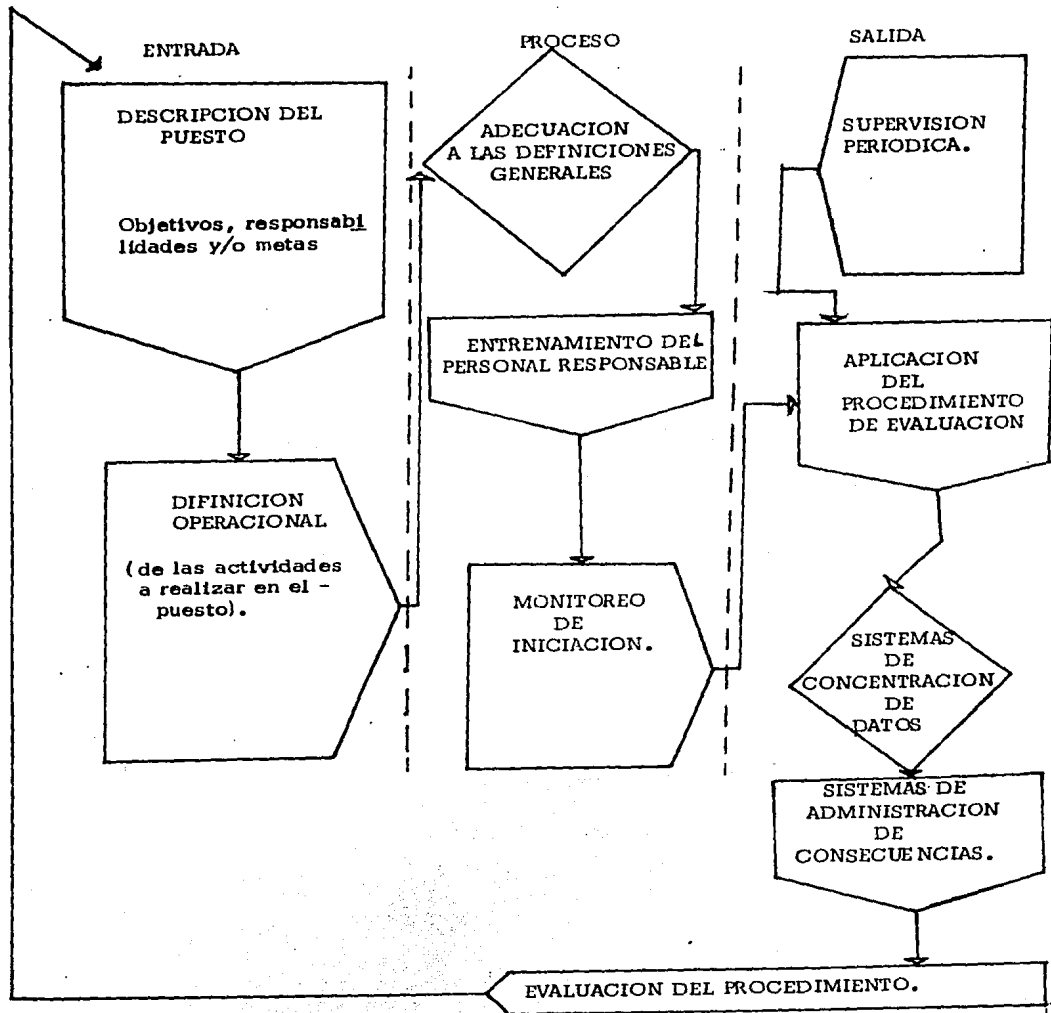 ENTRADA
DESCRIPCION DEL
PUESTO
Objetivos, responsabi
lidades y/o metas
DIFINICION
OPERACIONAL
(de las actividades
a realizar en el -
puesto).
PROCESO
ADECUACION
A LAS DEFINICIONES
GENERALES
ENTRENAMIENTO DEL
PERSONAL RESPONSABLE
MONITOREO
DE
INICIACION.
SALIDA
SUPERVISION
PERIODICA.
APLICACION
DEL
PROCEDIMIENTO
DE EVALUACION
SISTEMAS
DE
CONCENTRACION
DE
DATOS
SISTEMAS DE
ADMINISTRACION
DE
CONSECUENCIAS.
EVALUACION DEL PROCEDIMIENTO.